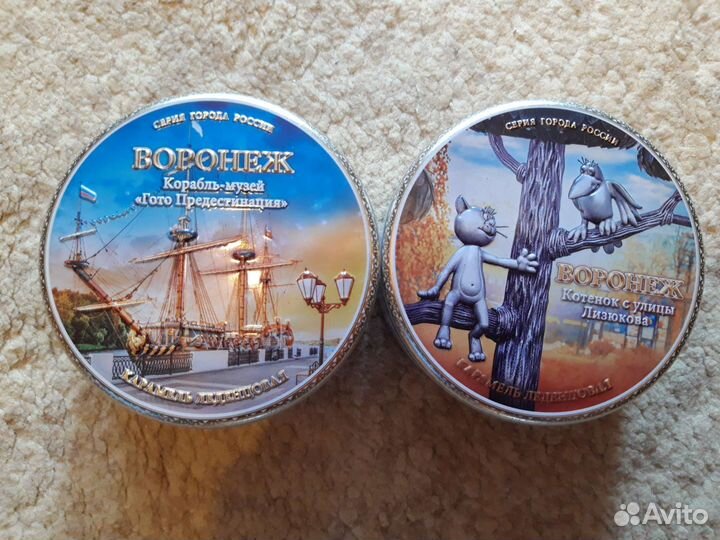 СЕРИЯ ГОРОДА РОССИИ
ВОРОНЕЖ
Корабль-музей
«Гото Предестинация»
КАРАМЕЛЬ ЛЕДЕНЦОВАЯ
СЕРИЯ ГОРОДА РОССИИ
ВОРОНЕЖ
Котенок с улицы
Лизюкова
КАРАМЕЛЬ ЛЕДЕНЦОВАЯ
Avito